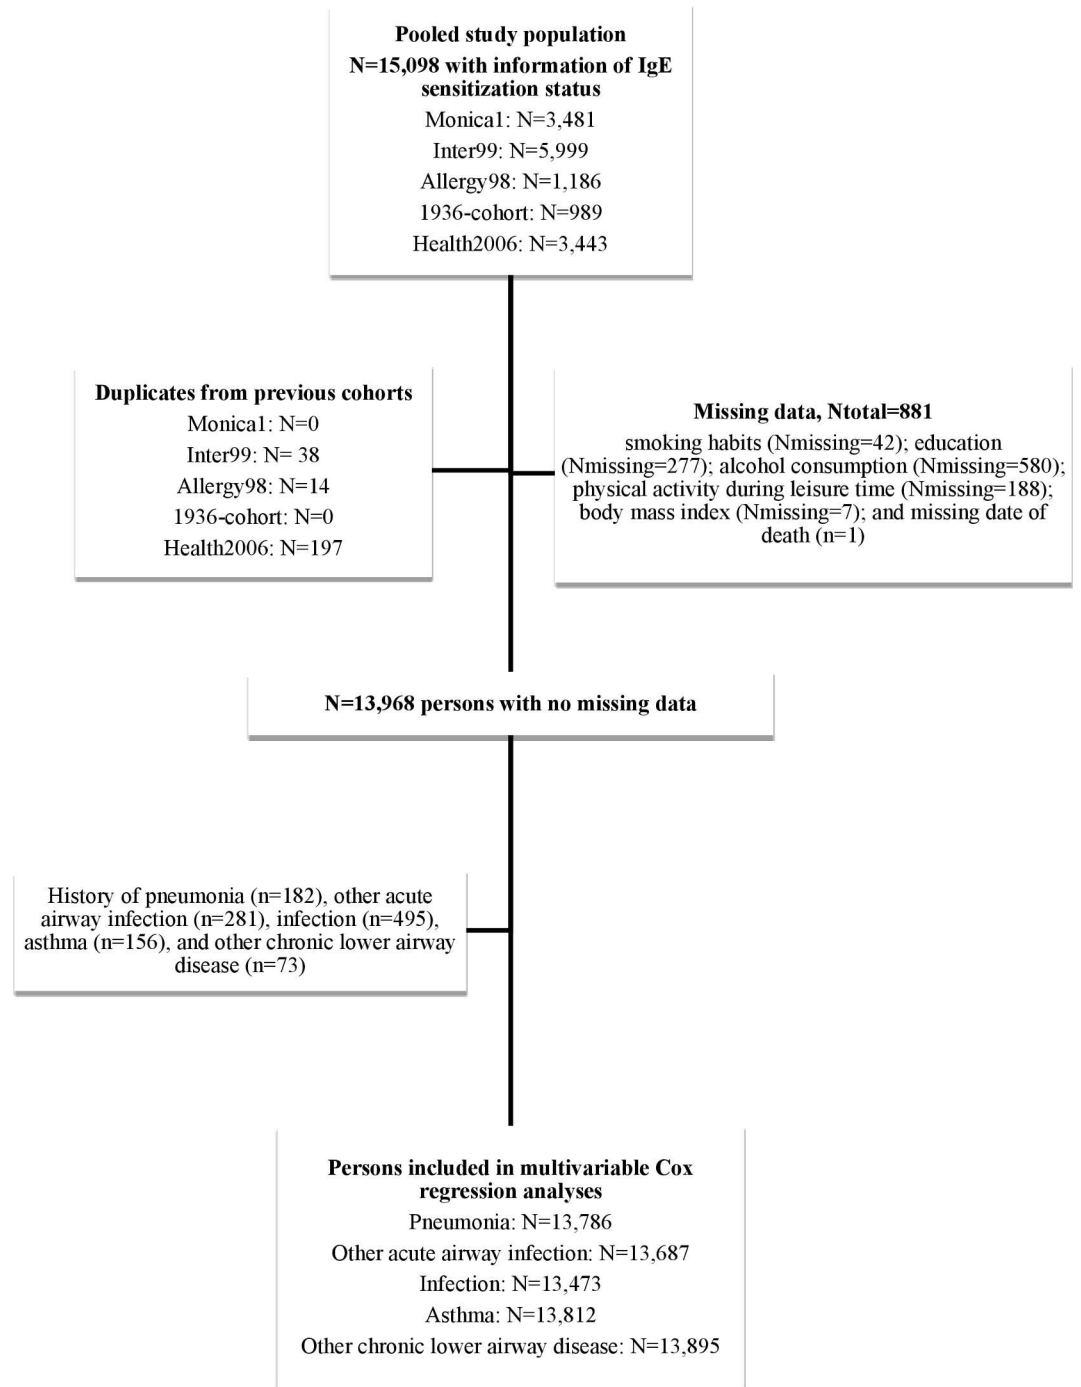 Pooled study population
N=15,098 with information of IgE
sensitization status
Monica1: N=3,481
Inter99: N=5,999
Allergy98: N=1,186
1936-cohort: N=989
Health2006: N=3,443
Duplicates from previous cohorts
Monica1: N=0
Inter99: N= 38
Allergy98: N=14
1936-cohort: N=0
Health2006: N=197
Missing data, Ntotal=881
smoking habits (Nmissing=42); education
(Nmissing=277); alcohol consumption (Nmissing=580);
physical activity during leisure time (Nmissing=188);
body mass index (Nmissing=7); and missing date of
death (n=1)
N=13,968 persons with no missing data
History of pneumonia (n=182), other acute
airway infection (n=281), infection (n=495),
asthma (n=156), and other chronic lower airway
disease (n=73)
Persons included in multivariable Cox
regression analyses
Pneumonia: N=13,786
Other acute airway infection: N=13,687
Infection: N=13,473
Asthma: N=13,812
Other chronic lower airway disease: N=13,895